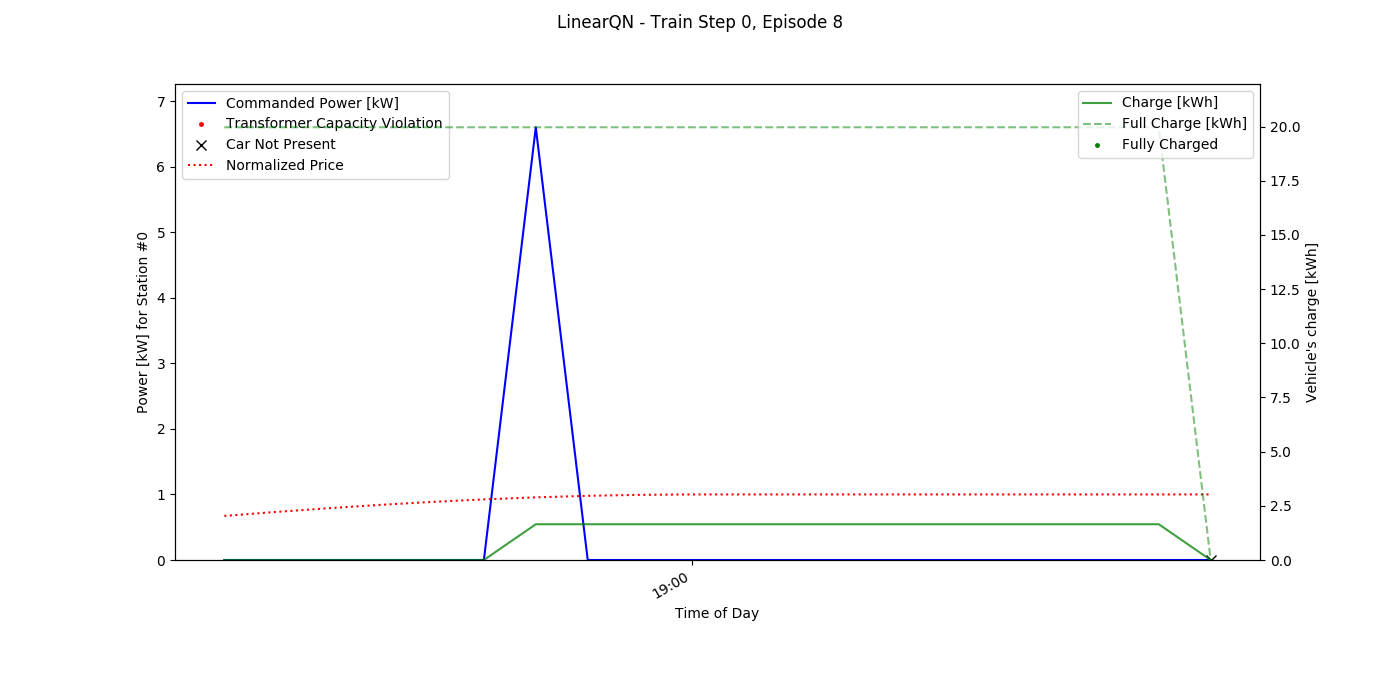 LinearQN - Train Step 0, Episode 8
Commanded Power [kW]
Transformer Capacity Violation
Car Not Present
Normalized Price
Charge [kWh]
Full Charge [kWh]
Fully Charged
Power [kW] for Station #0
7
6
5
4
3
2
1
0
20.0
17.5
15.0
12.5
10.0
7.5
5.0
2.5
0.0
Vehicle's charge [kWh]
19:00
Time of Day